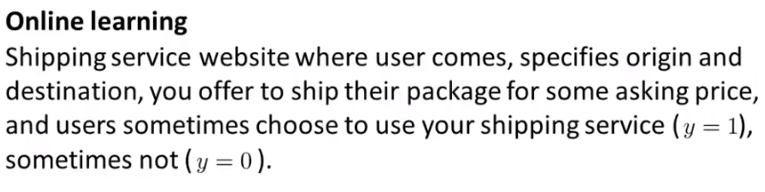 Online learning
Shipping service website where user comes, specifies origin and
destination, you offer to ship their package for some asking price,
and users sometimes choose to use your shipping service (y = 1),
sometimes not (y = 0).